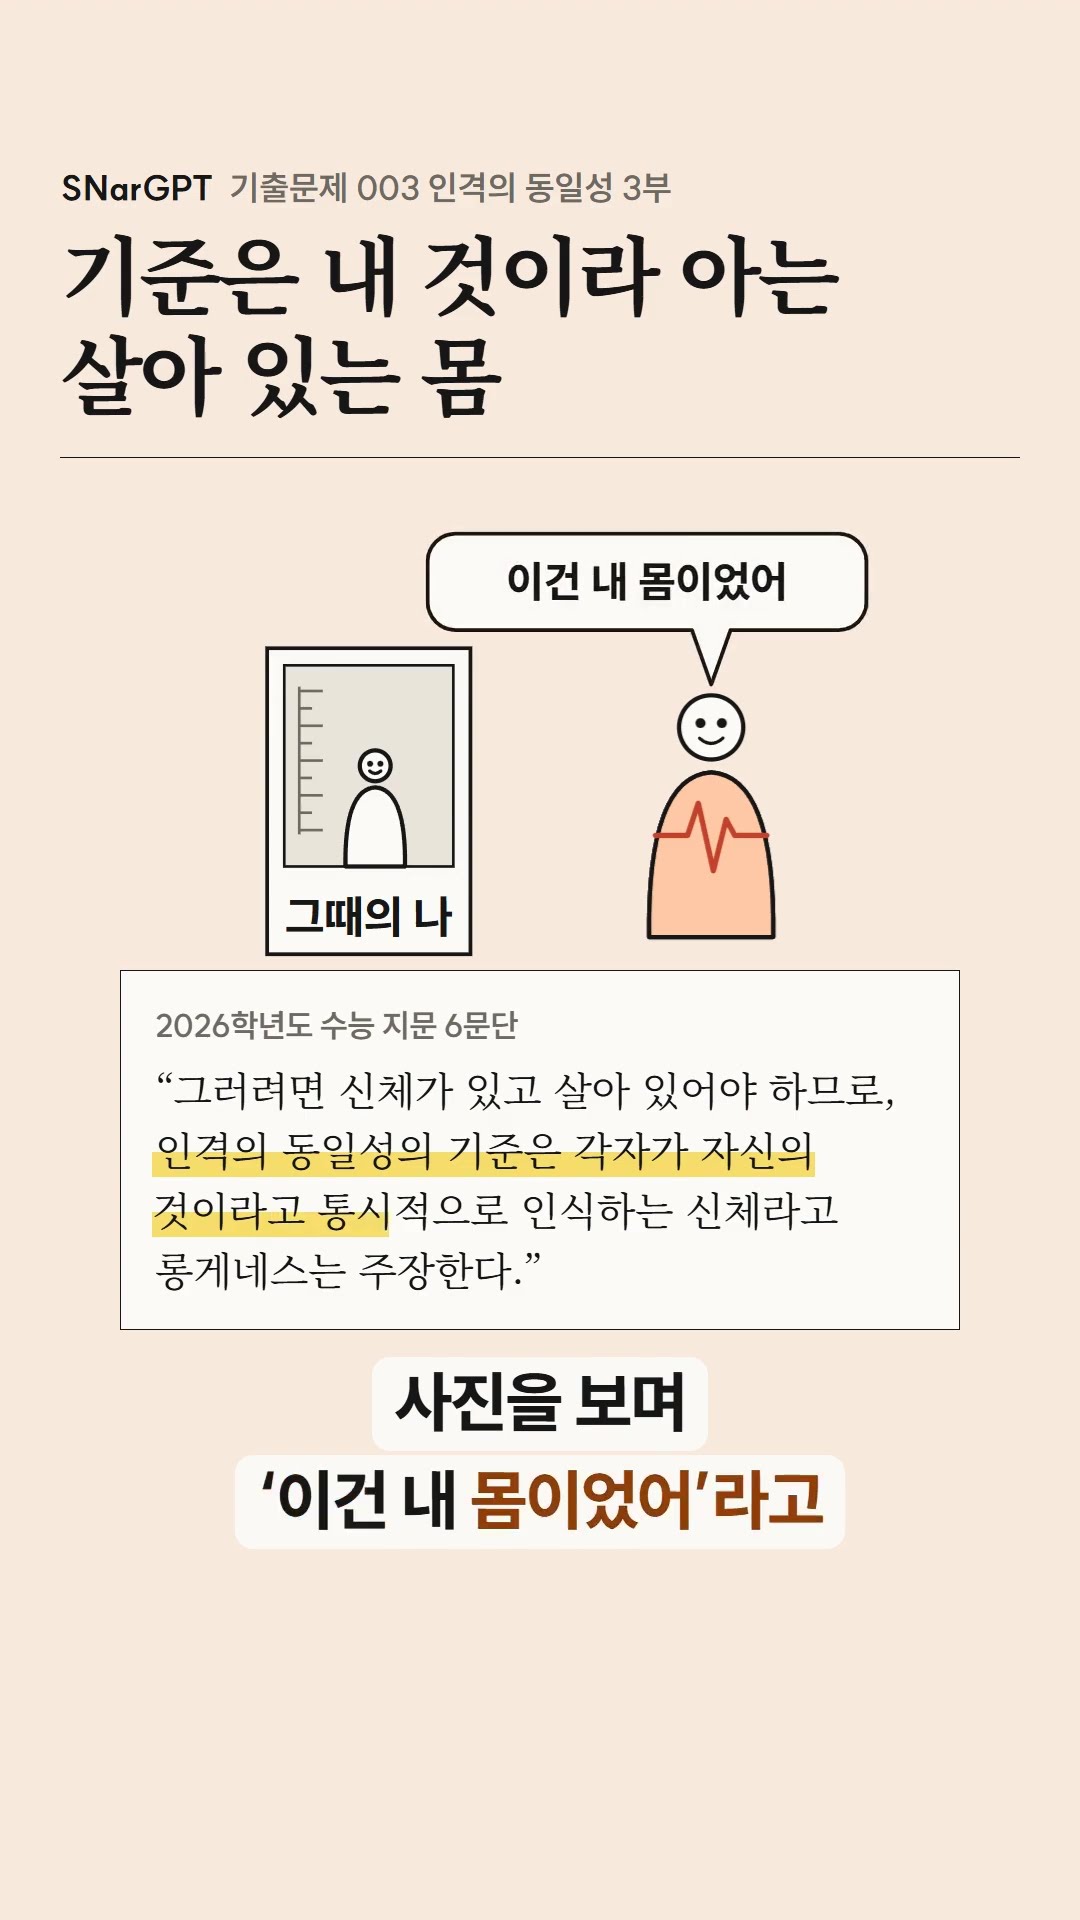 SNarGPT 기출문제 003 인격의 동일성 3부
기준은 내 것이라 아는
살아 있는 몸
이건 내 몸이었어
그때의 나
2026학년도 수능 지문 6문단
“그러려면 신체가 있고 살아 있어야 하므로,
인격의 동일성의 기준은 각자가 자신의
것이라고 통시적으로 인식하는 신체라고
롱게네스는 주장한다.”
사진을 보며
‘이건 내 몸이었어’라고